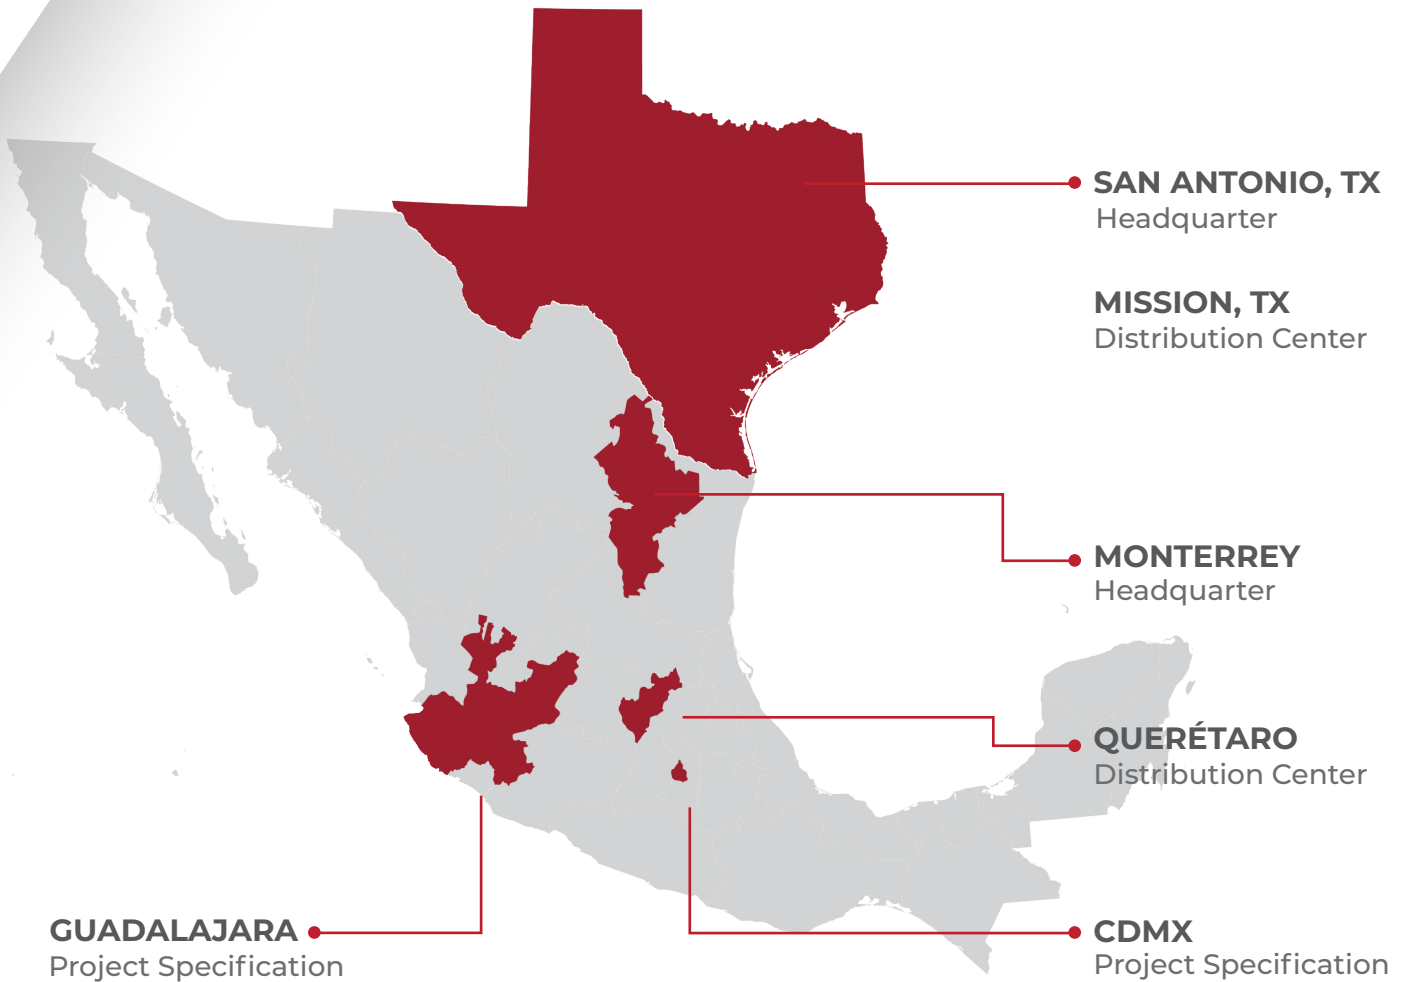 SAN ANTONIO, TX
Headquarter
MISSION, TX
Distribution Center
MONTERREY
Headquarter
QUERÉTARO
Distribution Center
GUADALAJARA
Project Specification
CDMX
Project Specification